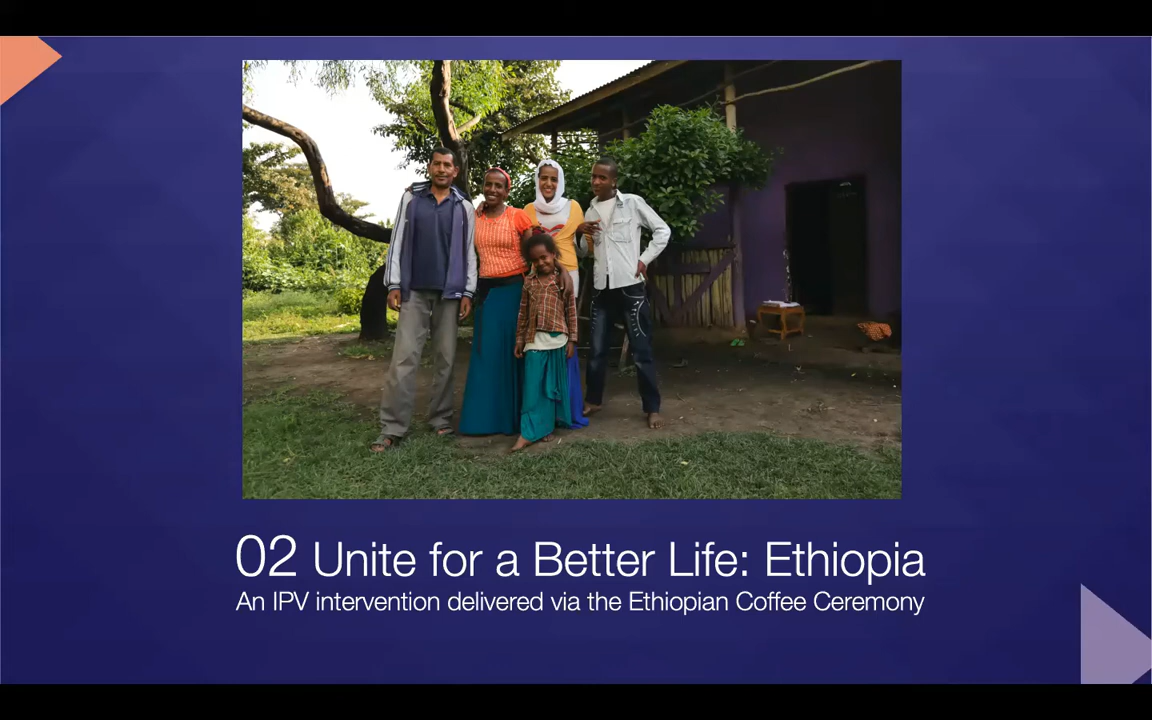 02 Unite for a Better Life: Ethiopia
An IPV intervention delivered via the Ethiopian Coffee Ceremony